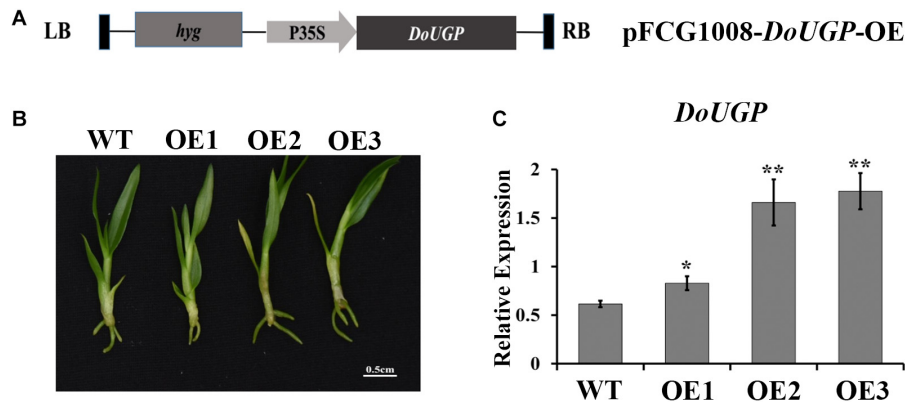 A
LB hyg P35S DoUGP RB pFCG1008-DoUGP-OE
B
WT OE1 OE2 OE3
0.5cm
C
DoUGP
Relative Expression
2
1.5
1
0.5
0
* ** **
WT OE1 OE2 OE3